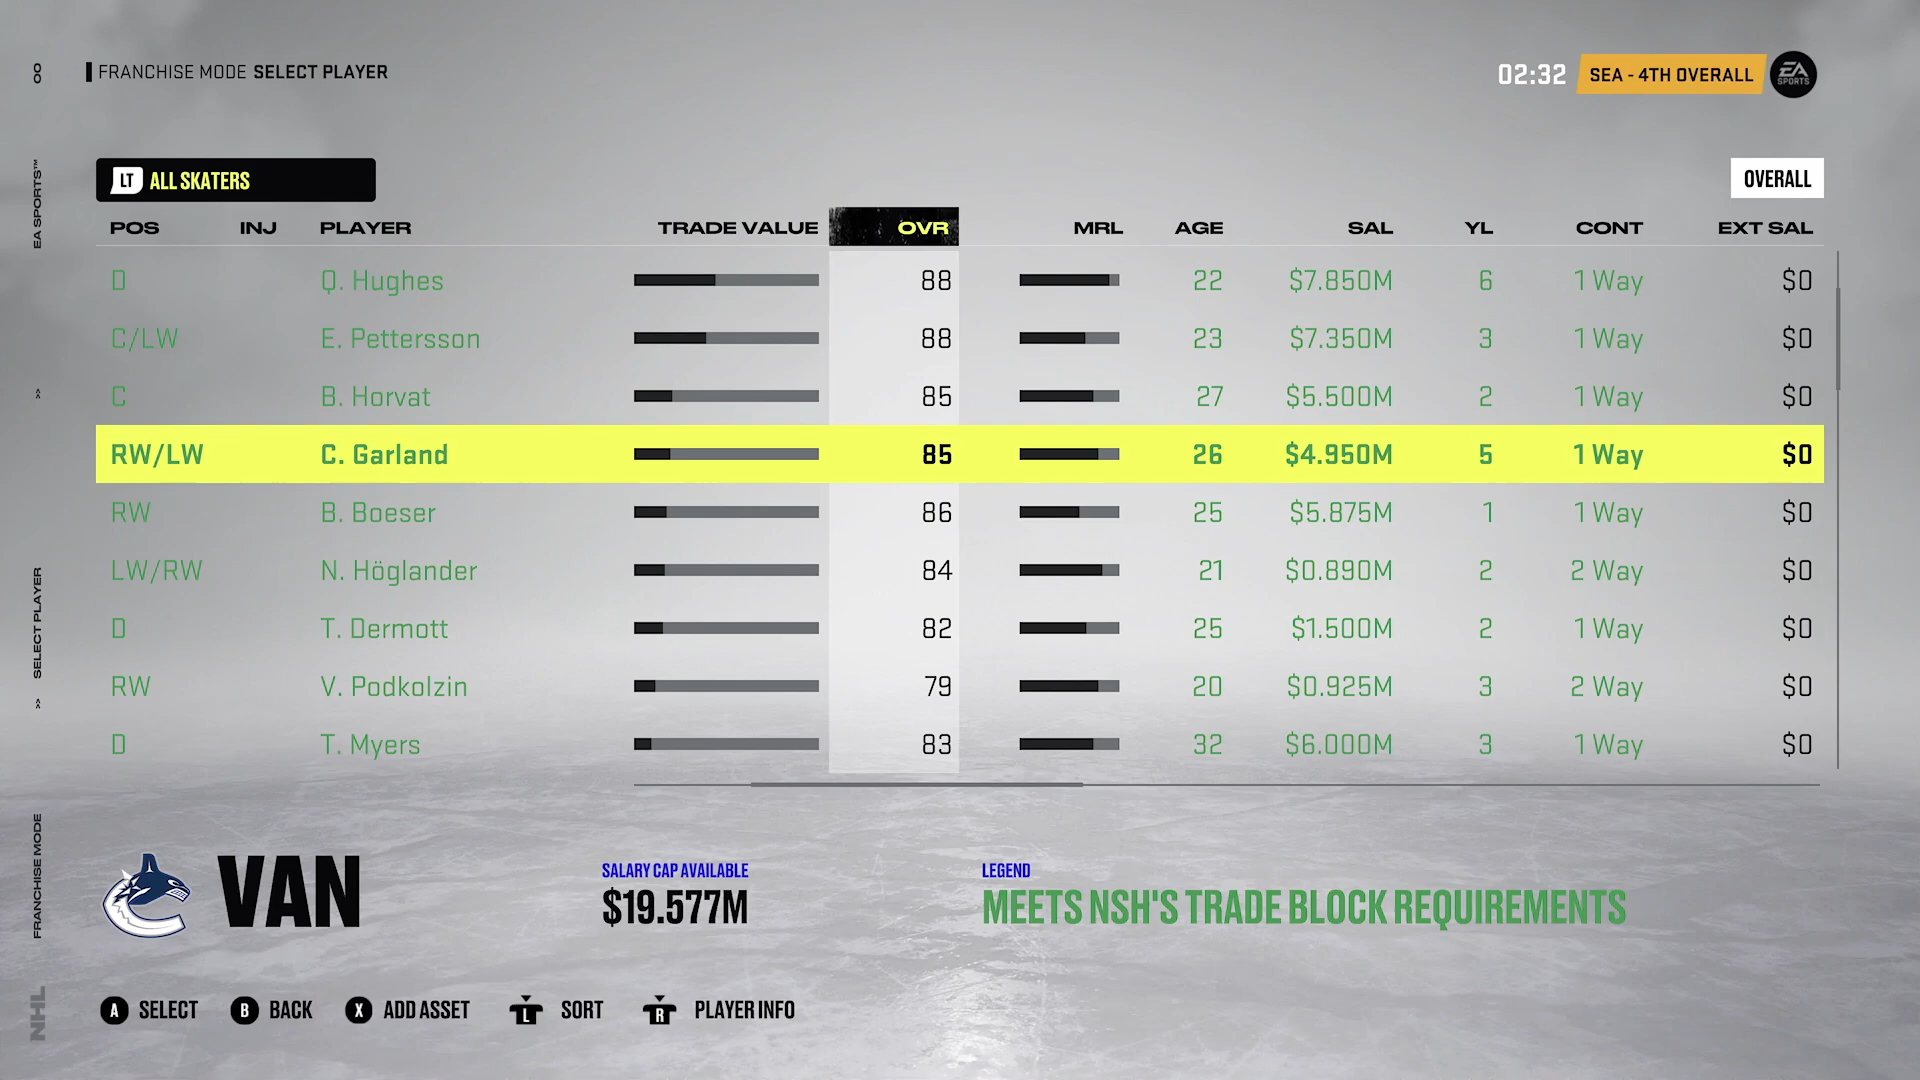 FRANCHISE MODE SELECT PLAYER
02:32 SEA - 4TH OVERALL EA SPORTS
LT ALL SKATERS
OVERALL
POS INJ PLAYER TRADE VALUE OVR MRL AGE SAL YL CONT EXT SAL
D Q. Hughes 88 22 $7.850M 6 1 Way $0
C/LW E. Pettersson 88 23 $7.350M 3 1 Way $0
C B. Horvat 85 27 $5.500M 2 1 Way $0
RW/LW C. Garland 85 26 $4.950M 5 1 Way $0
RW B. Boeser 86 25 $5.875M 1 1 Way $0
LW/RW N. Höglander 84 21 $0.890M 2 2 Way $0
D T. Dermott 82 25 $1.500M 2 1 Way $0
RW V. Podkolzin 79 20 $0.925M 3 2 Way $0
D T. Myers 83 32 $6.000M 3 1 Way $0
VAN
SALARY CAP AVAILABLE
$19.577M
LEGEND
MEETS NSH'S TRADE BLOCK REQUIREMENTS
A SELECT B BACK X ADD ASSET L SORT R PLAYER INFO
NHL FRANCHISE MODE >> SELECT PLAYER >> EA SPORTS™ 00